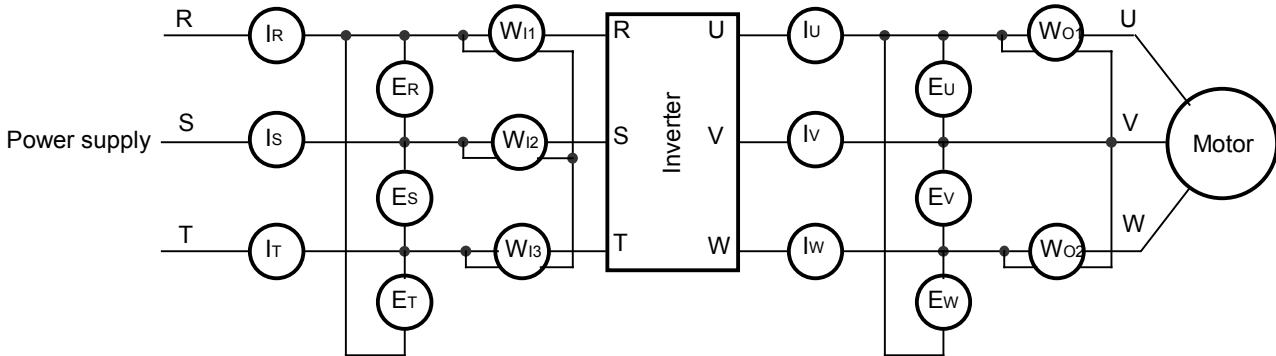 R IR WI1 R U IU WO1 U
ER EU
Power supply S IS WI2 S Inverter V IV V Motor
ES EV
T IT WI3 T W IW WO2 W
ET EW